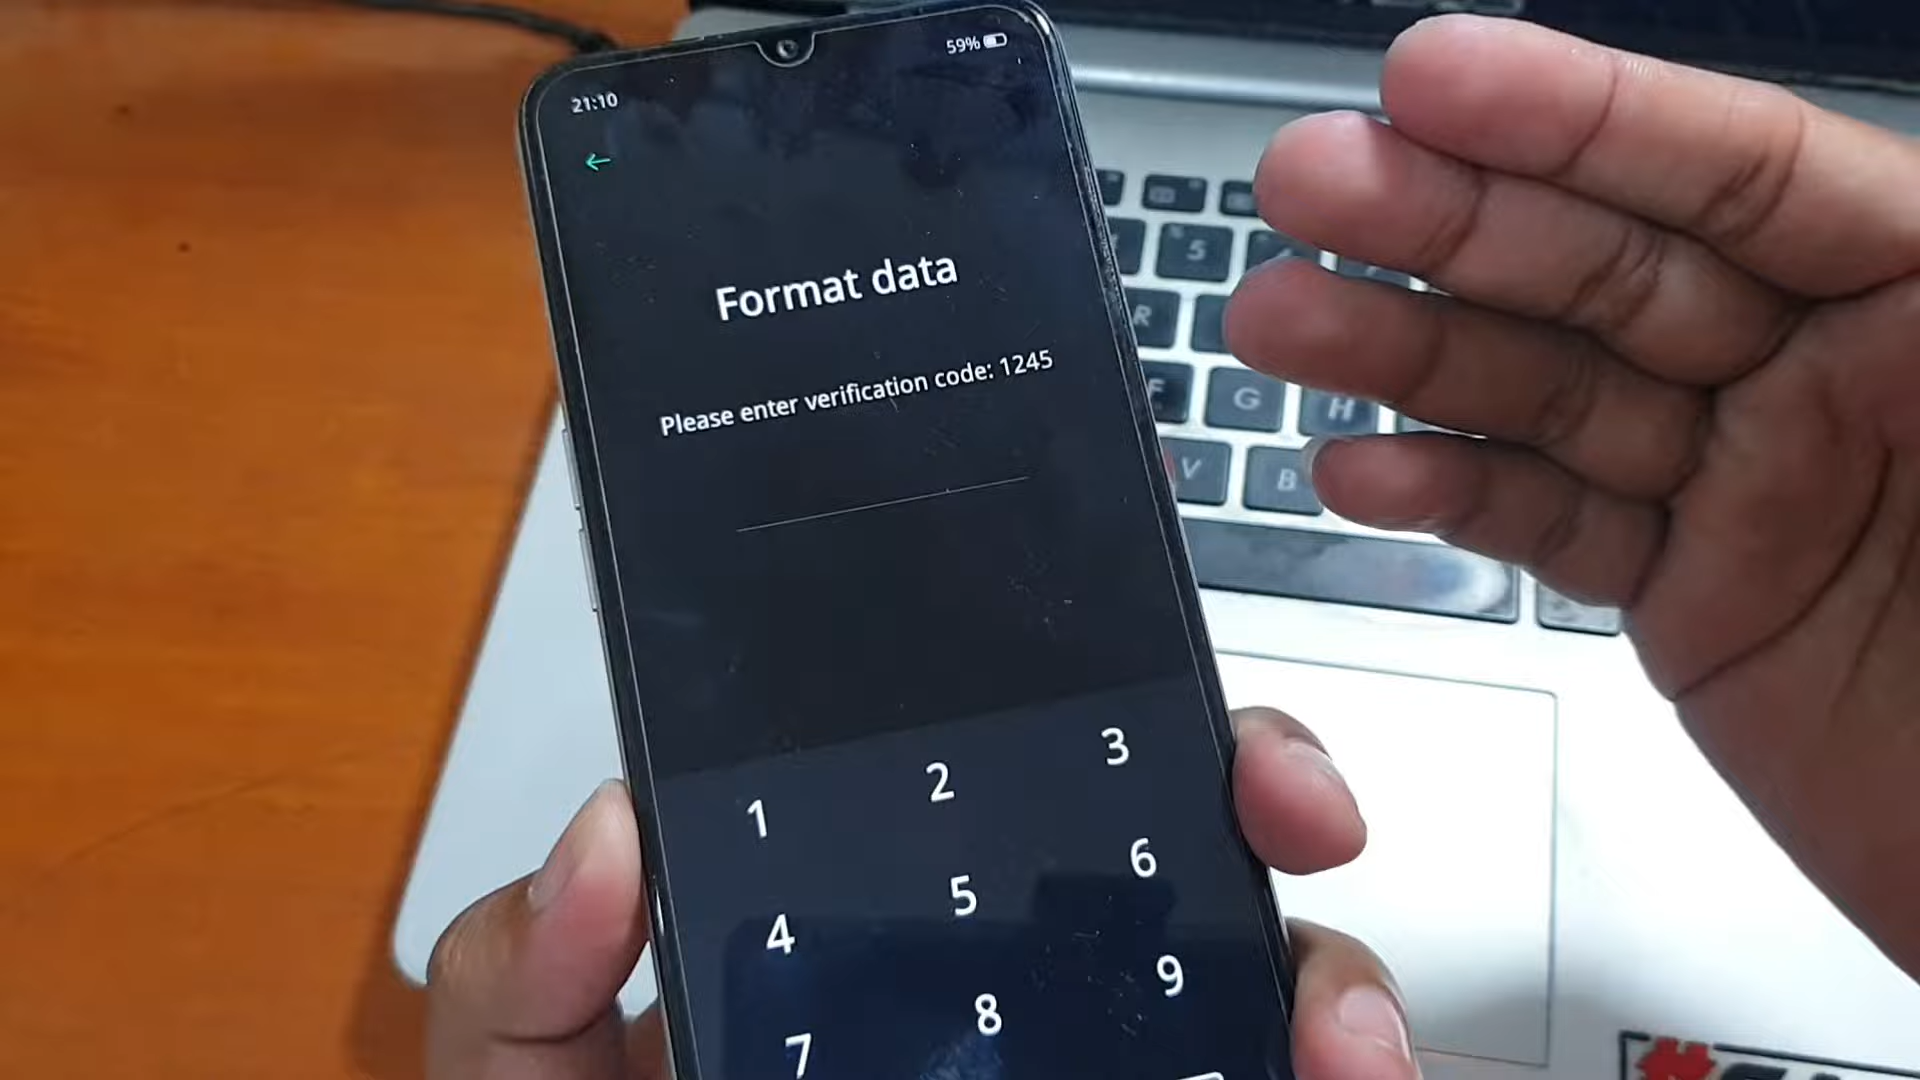 59%
21:10
←
Format data
Please enter verification code: 1245
1 2 3
4 5 6
7 8 9
5
R
F G H
V B